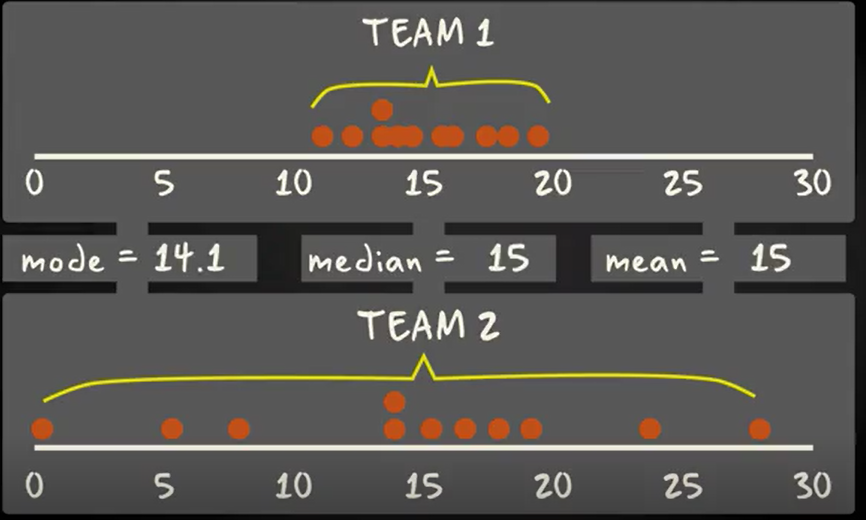 TEAM 1
0 5 10 15 20 25 30
mode = 14.1 median = 15 mean = 15
TEAM 2
0 5 10 15 20 25 30